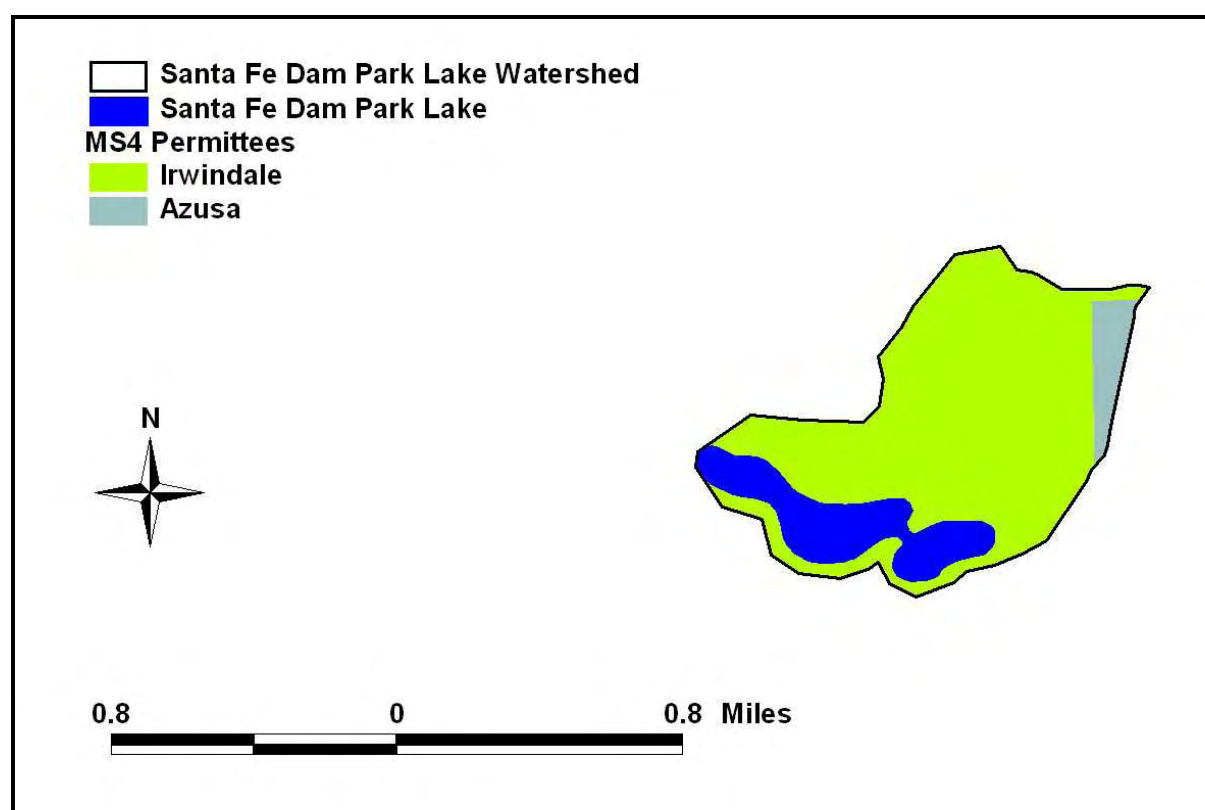 Santa Fe Dam Park Lake Watershed
Santa Fe Dam Park Lake
MS4 Permittees
Irwindale
Azusa
N
0.8 0 0.8 Miles